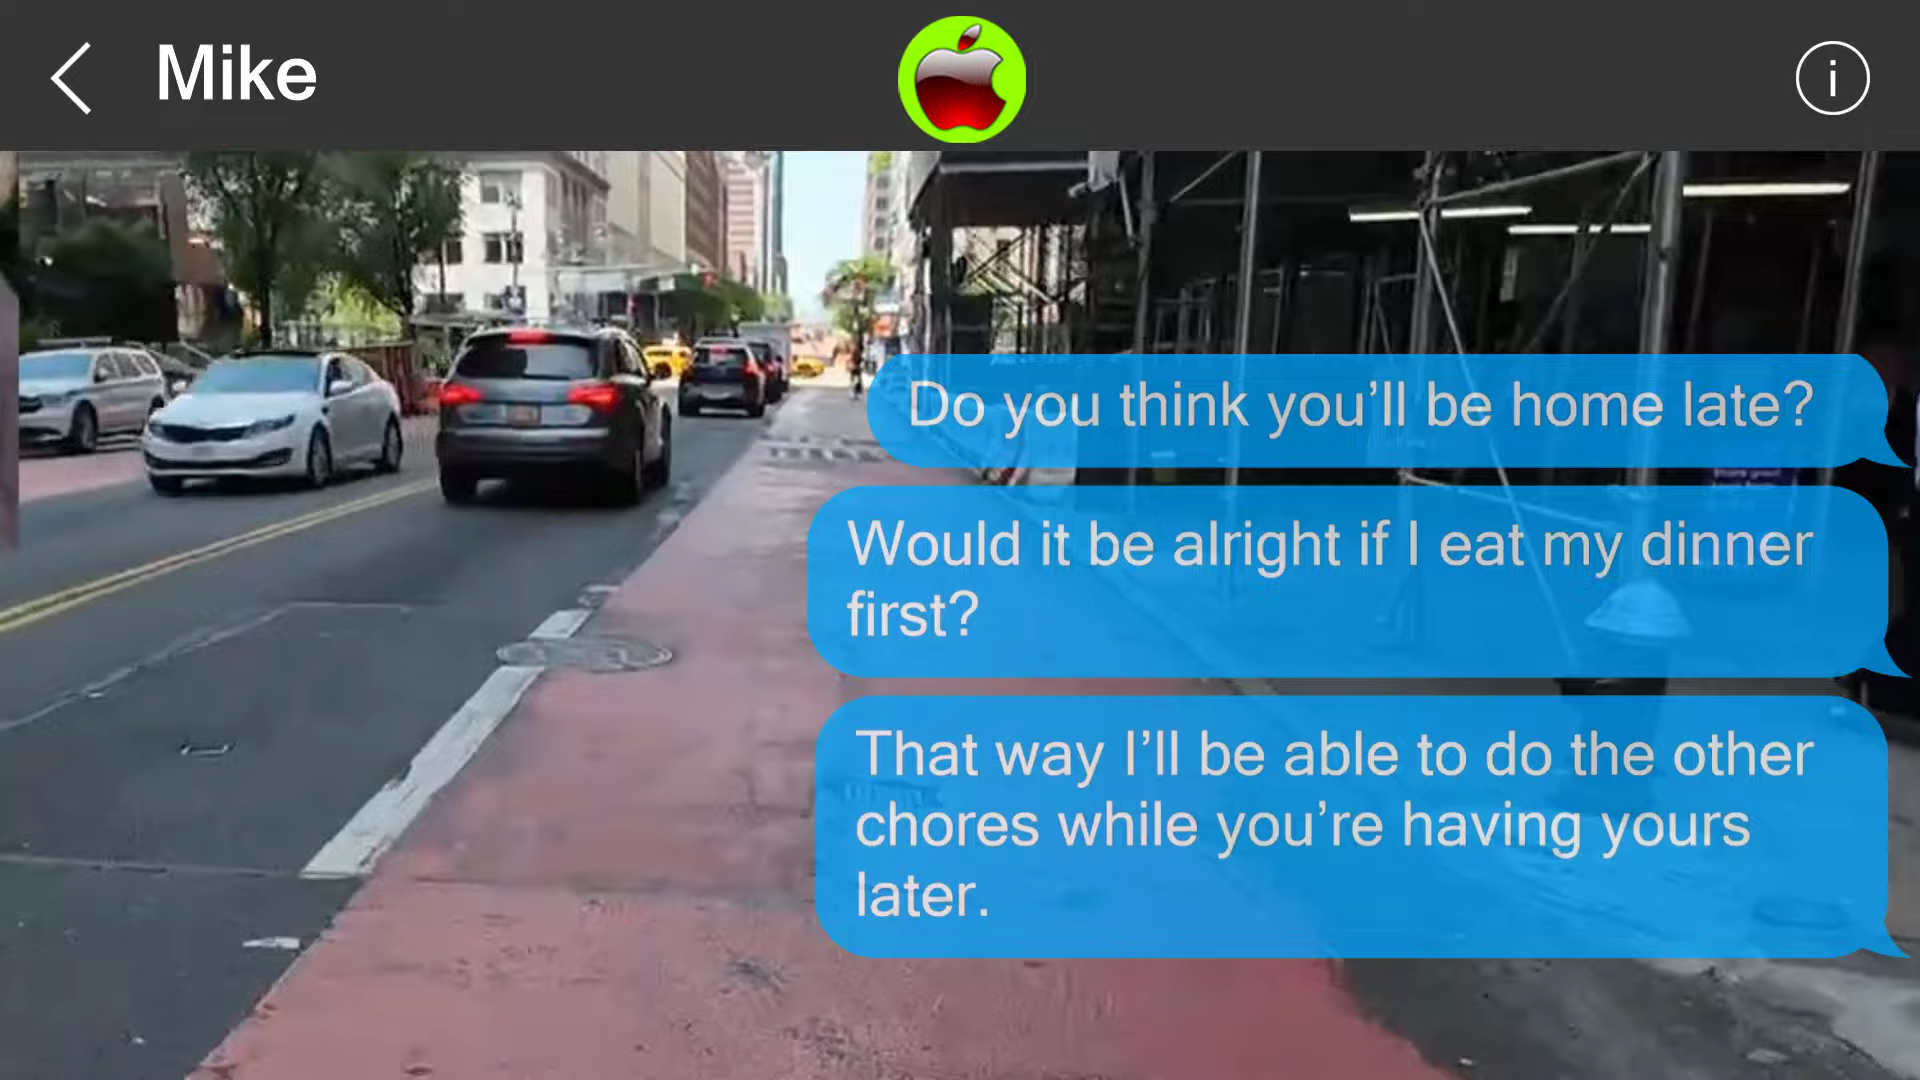 Mike
Do you think you’ll be home late?
Would it be alright if I eat my dinner
first?
That way I’ll be able to do the other
chores while you’re having yours
later.